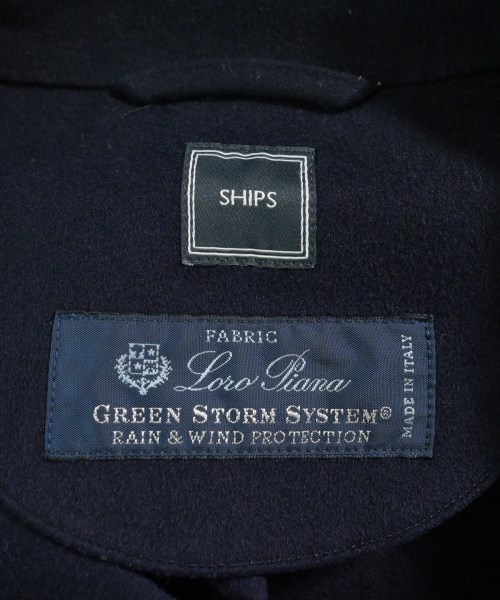 SHIPS
FABRIC
Loro Piana
GREEN STORM SYSTEM®
RAIN & WIND PROTECTION
MADE IN ITALY